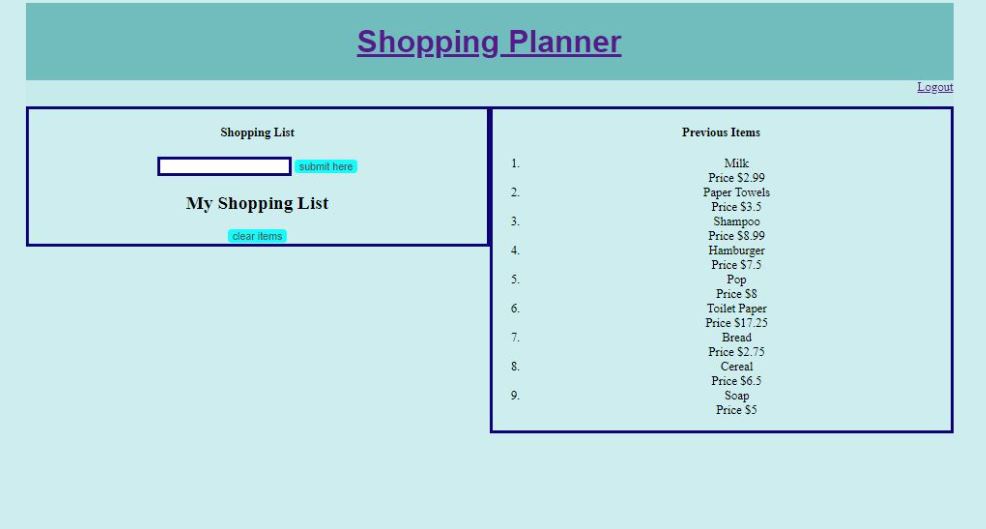 Shopping Planner
Logout
Shopping List
submit here
My Shopping List
clear items
Previous Items
1. Milk
Price $2.99
2. Paper Towels
Price $3.5
3. Shampoo
Price $8.99
4. Hamburger
Price $7.5
5. Pop
Price $8
6. Toilet Paper
Price $17.25
7. Bread
Price $2.75
8. Cereal
Price $6.5
9. Soap
Price $5